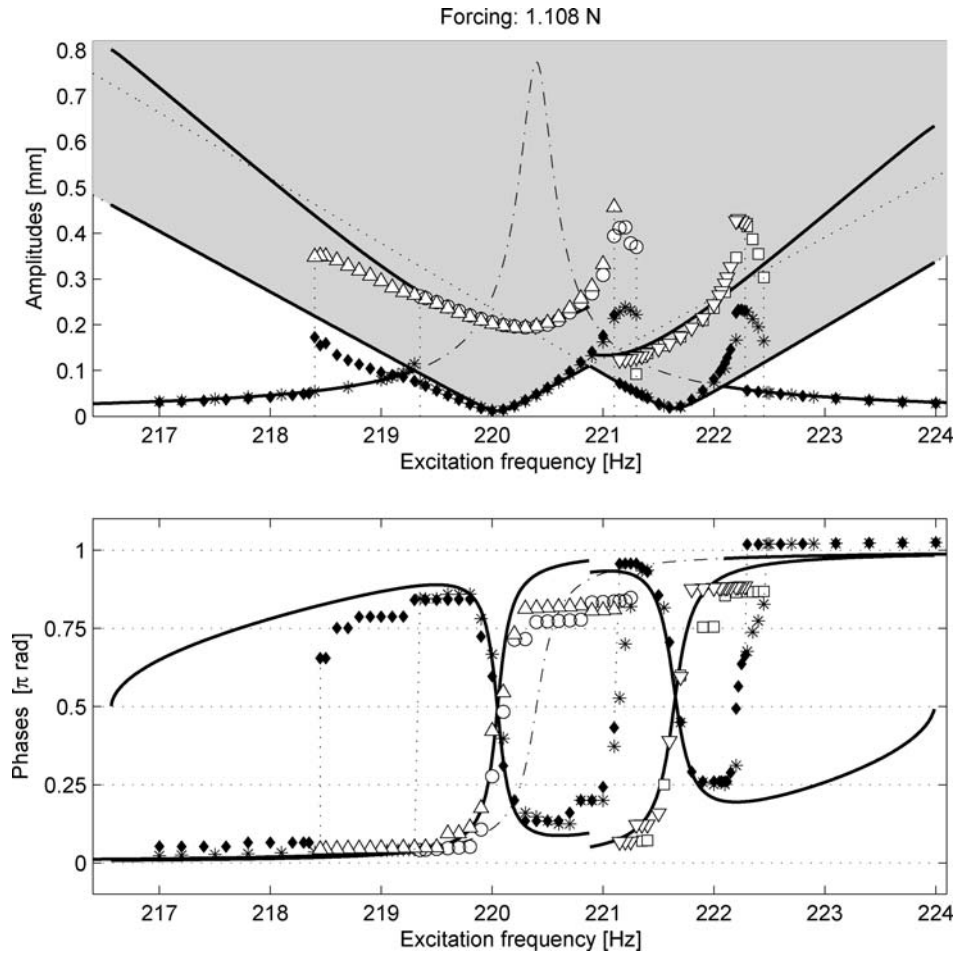 Forcing: 1.108 N
Amplitudes [mm]
0.8
0.7
0.6
0.5
0.4
0.3
0.2
0.1
0
217 218 219 220 221 222 223 224
Excitation frequency [Hz]
Phases [π rad]
1
0.75
0.5
0.25
0
217 218 219 220 221 222 223 224
Excitation frequency [Hz]